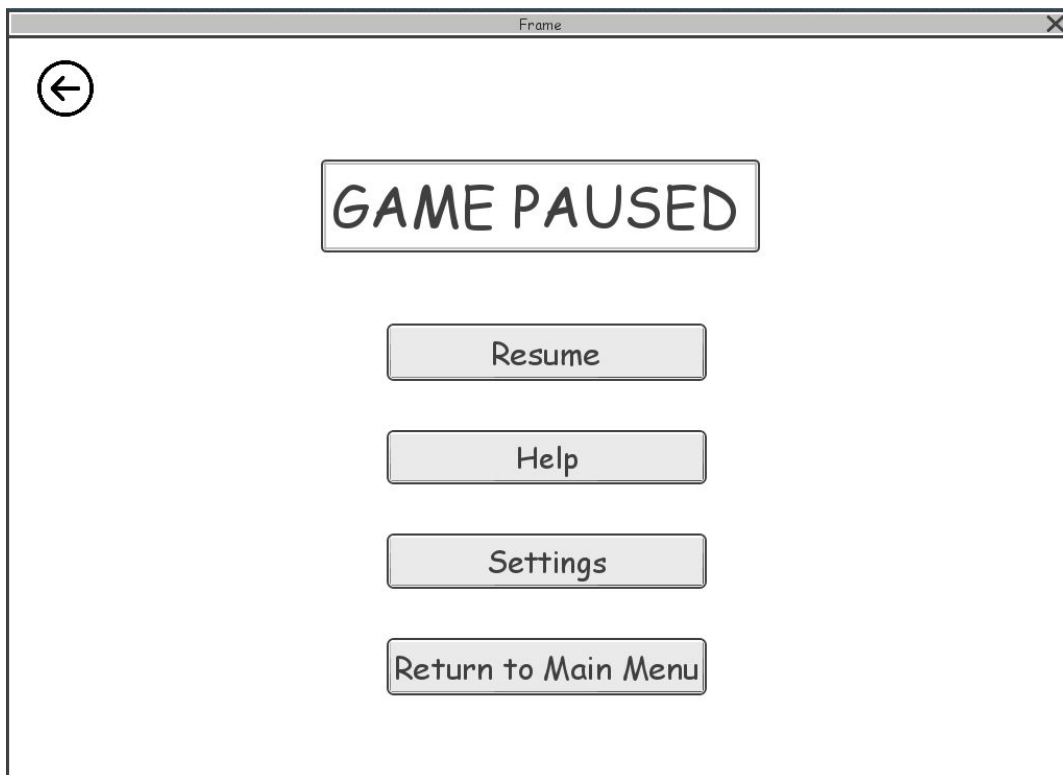 Frame
GAME PAUSED
Resume
Help
Settings
Return to Main Menu